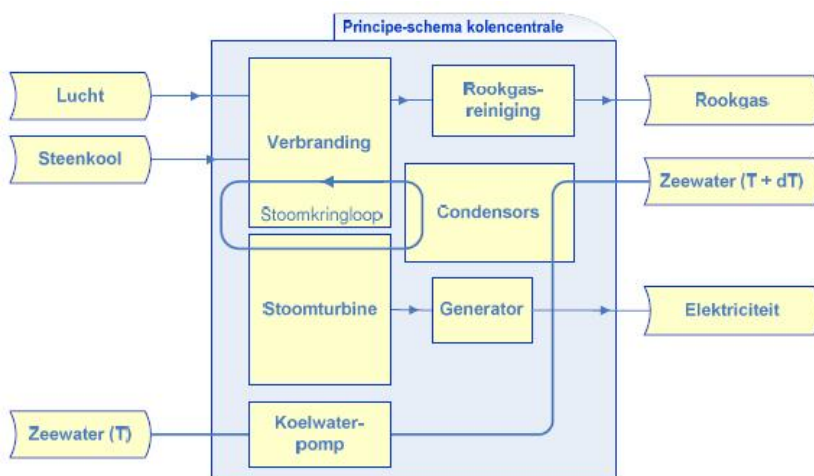 Principe-schema kolencentrale
Lucht
Steenkool
Verbranding
Rookgas-
reiniging
Rookgas
Stoomkringloop
Condensors
Zeewater (T + dT)
Stoomturbine
Generator
Elektriciteit
Zeewater (T)
Koelwater-
pomp